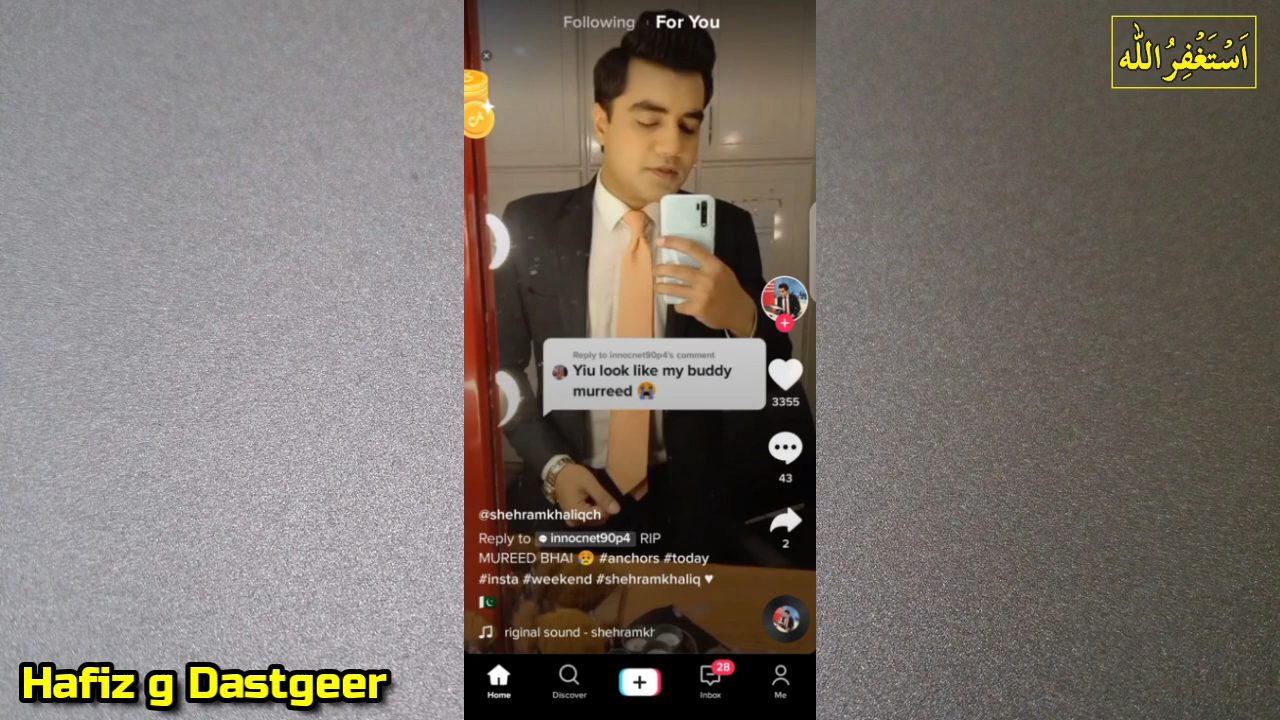 Following
For You
اَسْتَغْفِرُ اللّٰه
Reply to innocnet90p4's comment
Yiu look like my buddy
murreed 😭
3355
43
2
@shehramkhaliqch
Reply to innocnet90p4 RIP
MUREED BHAI 😥 #anchors #today
#insta #weekend #shehramkhaliq ♥
🇵🇰
riginal sound - shehramkh
Hafiz g Dastgeer
Home
Discover
28
Inbox
Me